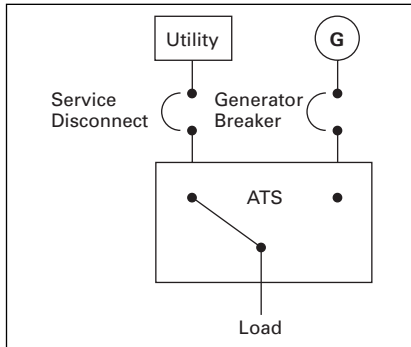 Utility
G
Service
Disconnect
Generator
Breaker
ATS
Load